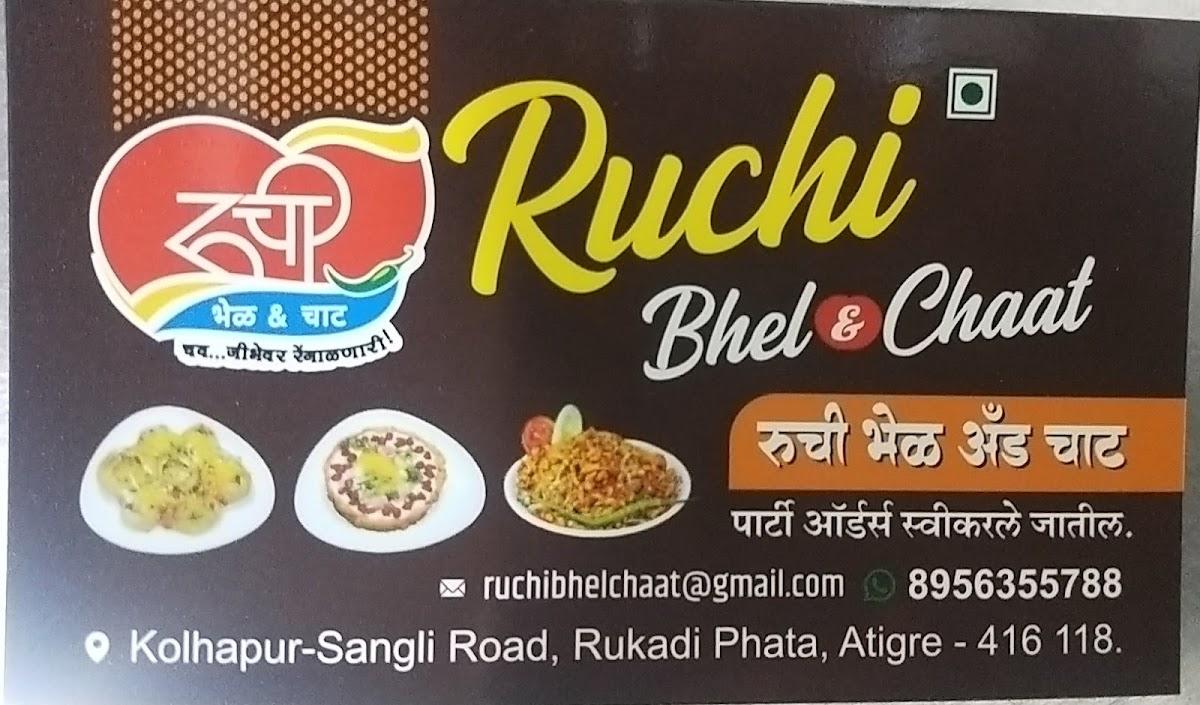 रुची
भेळ & चाट
चव...जीभेवर रेंगाळणारी!
Ruchi
Bhel & Chaat
रुची भेळ अँड चाट
पार्टी ऑर्डर्स स्वीकरले जातील.
ruchibhelchaat@gmail.com 8956355788
Kolhapur-Sangli Road, Rukadi Phata, Atigre - 416 118.